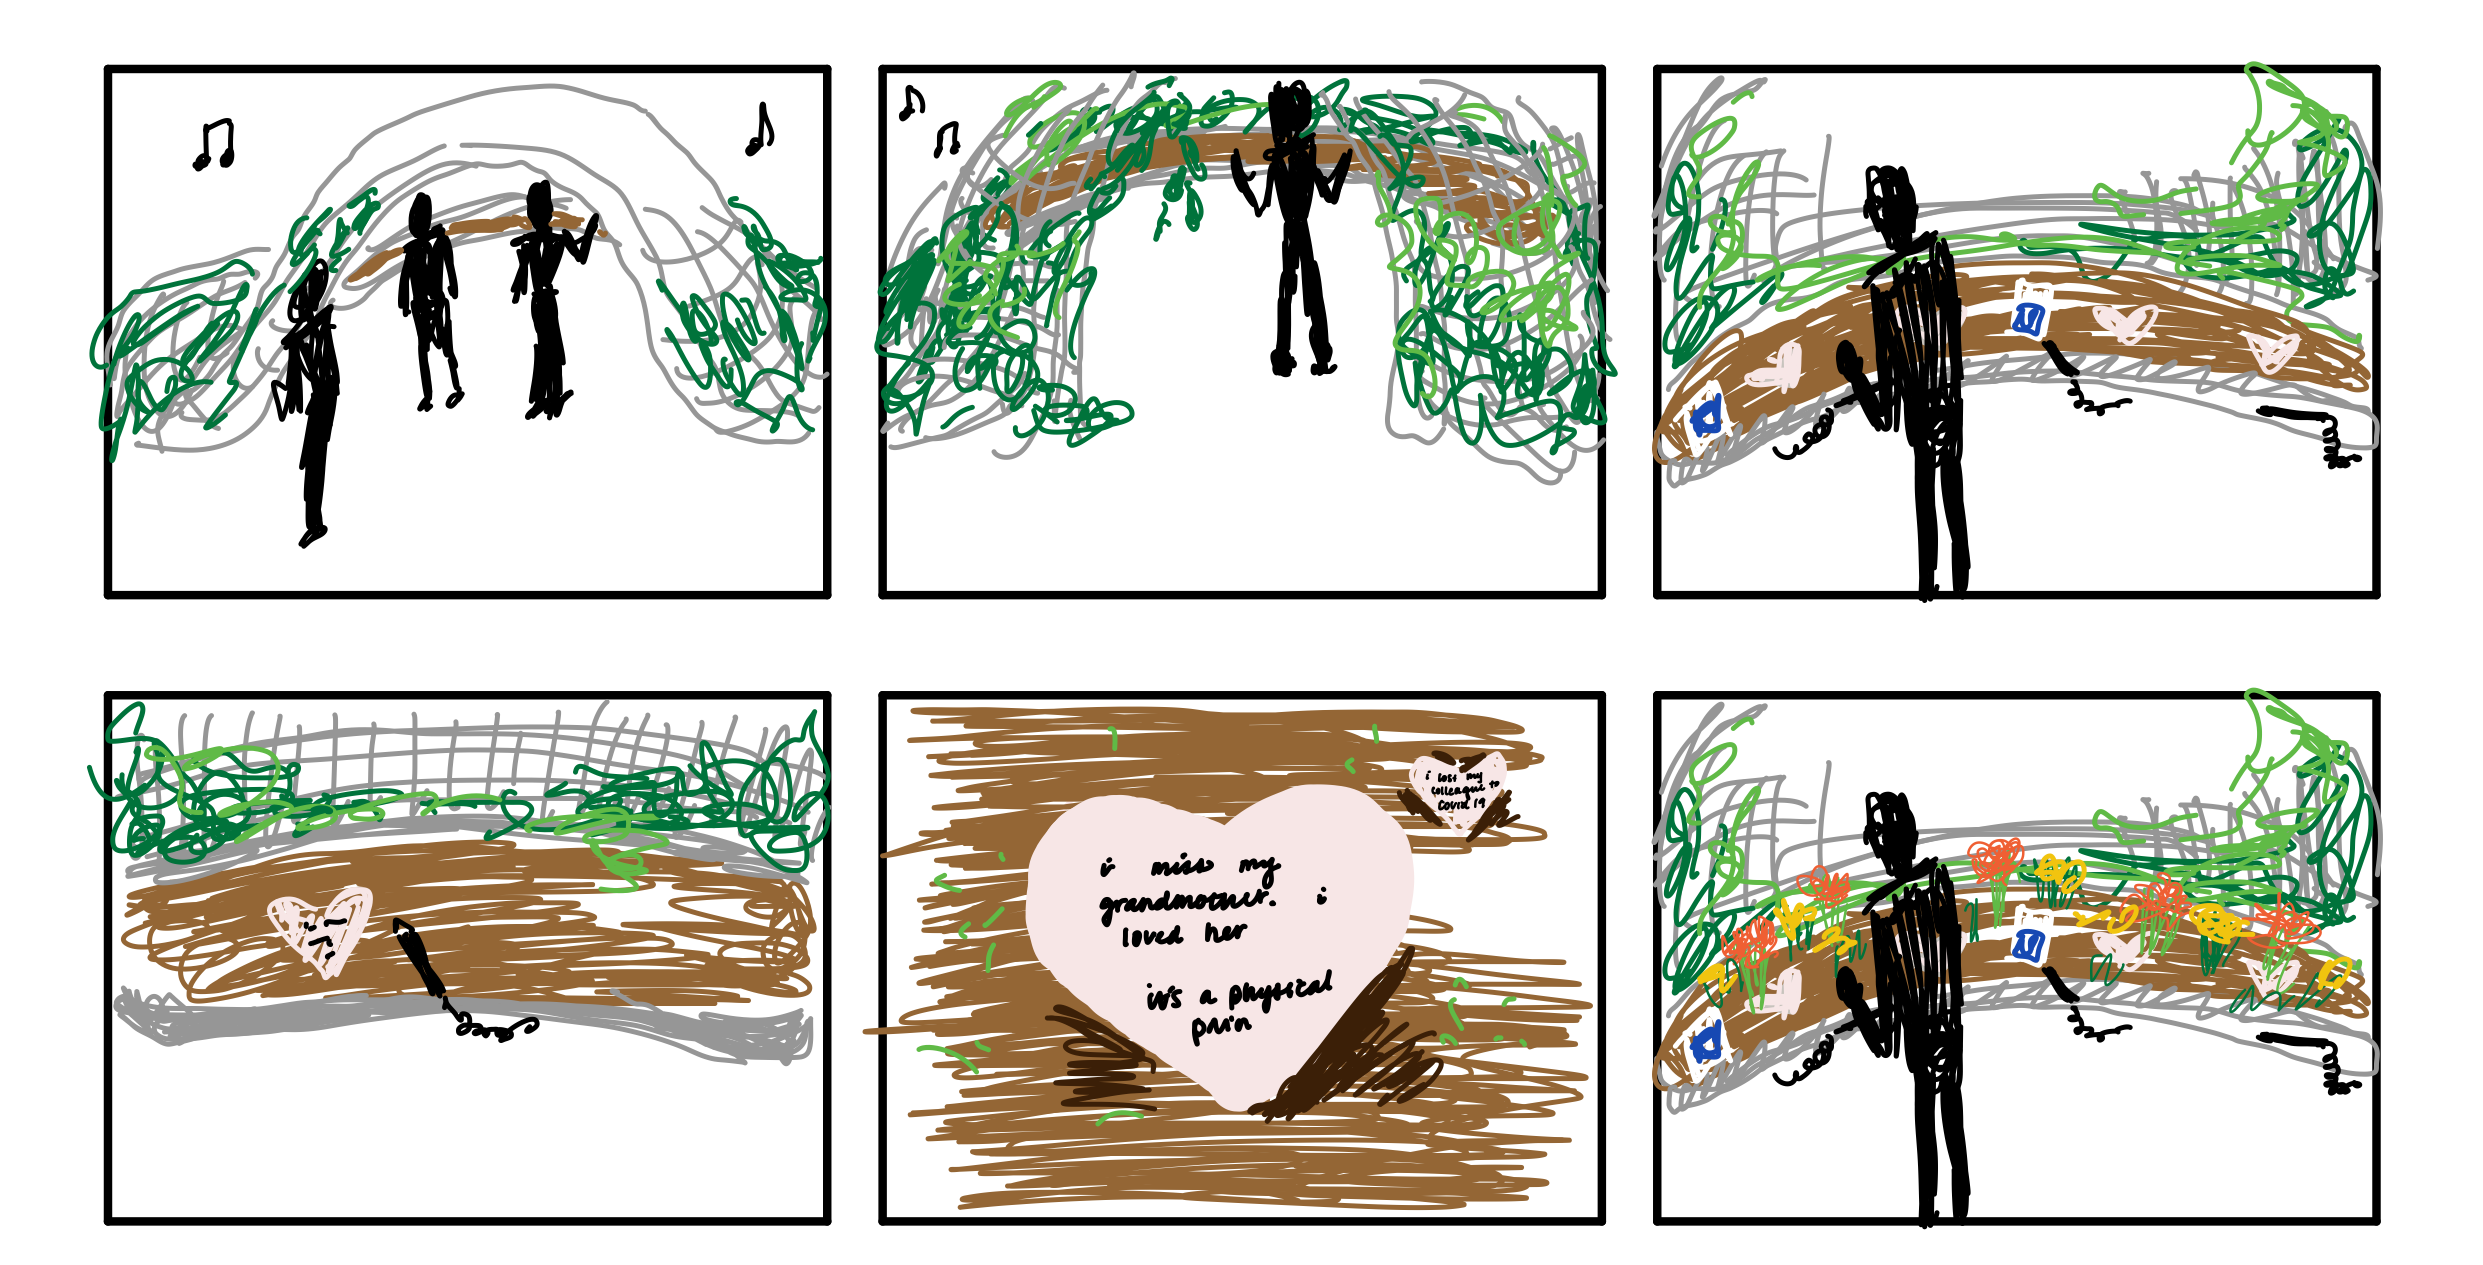 i lost my
colleague to
Covid 19
i miss my
grandmother. i
loved her
it's a physical
pain